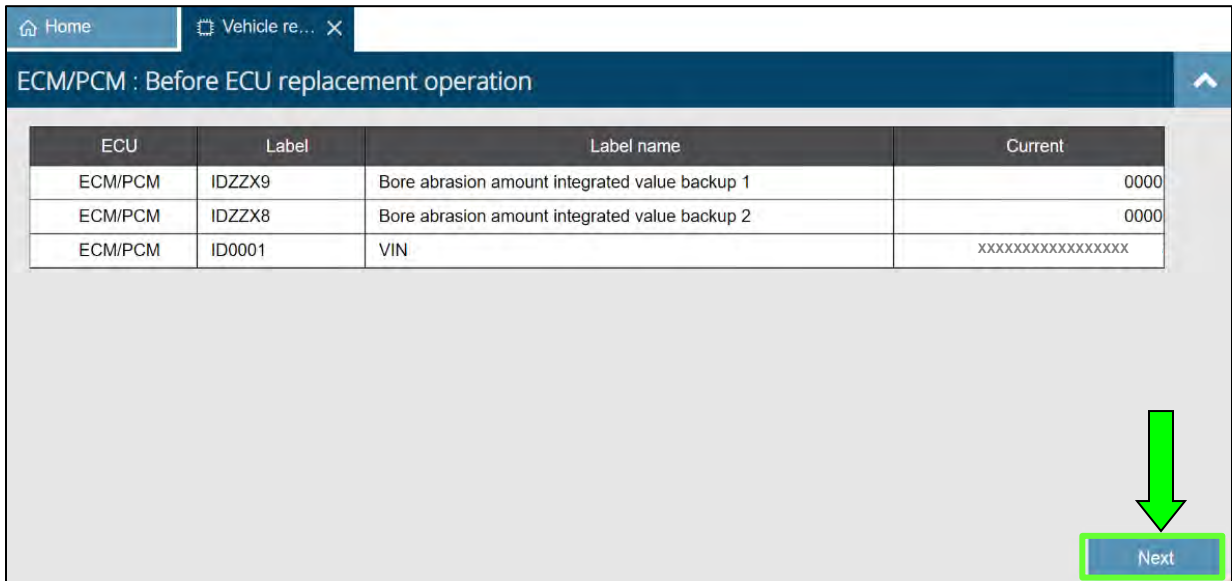 Home Vehicle re...
ECM/PCM : Before ECU replacement operation
ECU Label Label name Current
ECM/PCM IDZZX9 Bore abrasion amount integrated value backup 1 0000
ECM/PCM IDZZX8 Bore abrasion amount integrated value backup 2 0000
ECM/PCM ID0001 VIN XXXXXXXXXXXXXXXXX
Next